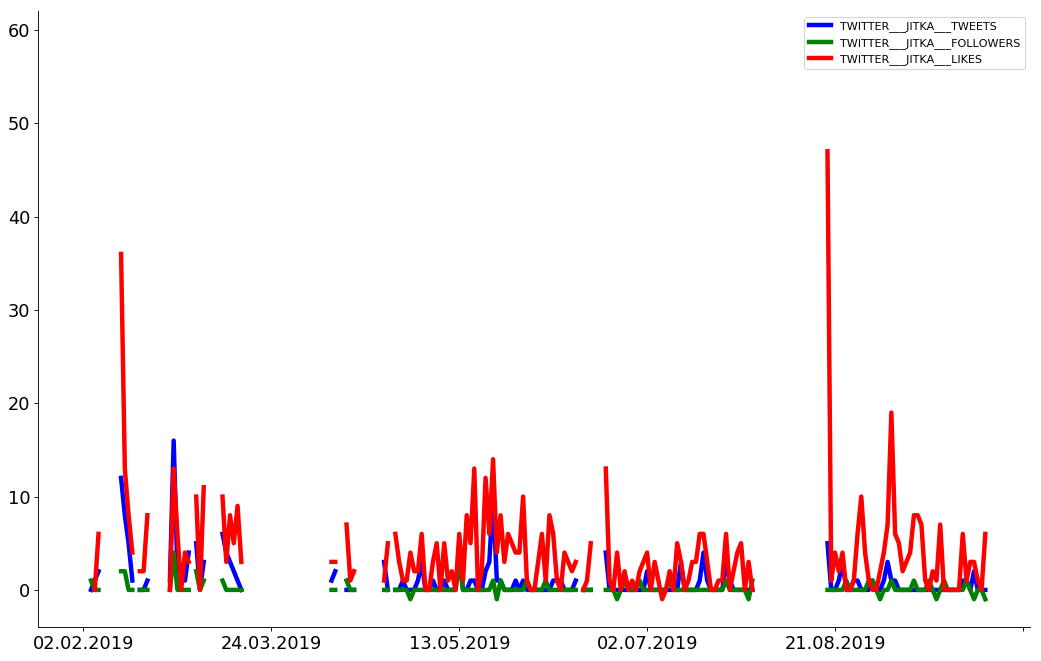 60
50
40
30
20
10
0
02.02.2019 24.03.2019 13.05.2019 02.07.2019 21.08.2019
TWITTER___JITKA___TWEETS
TWITTER___JITKA___FOLLOWERS
TWITTER___JITKA___LIKES